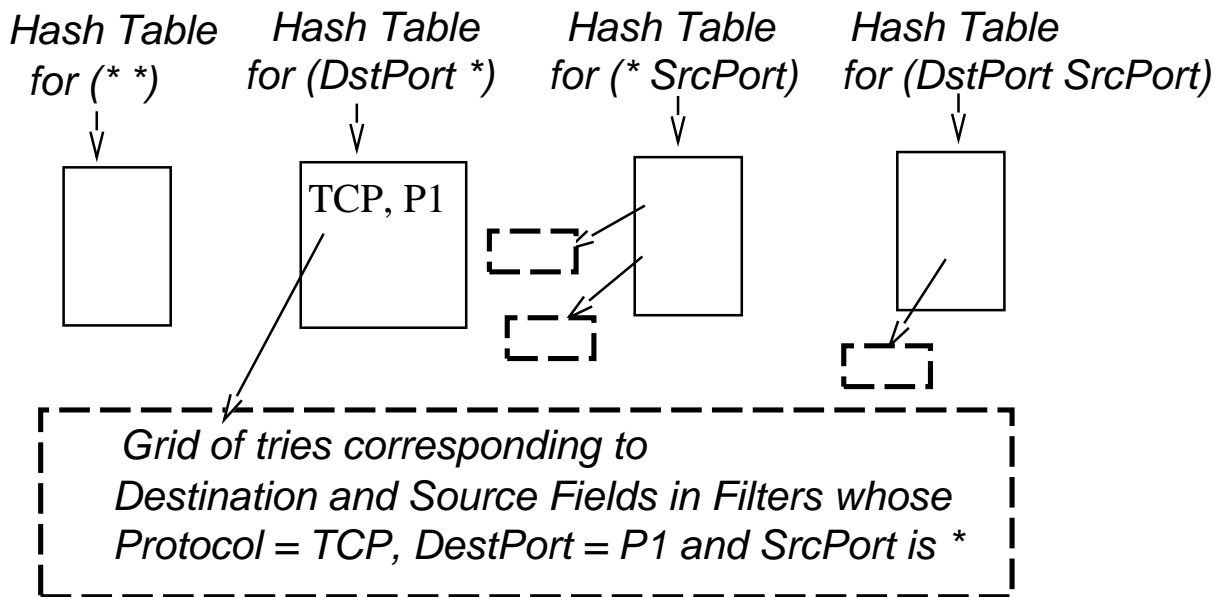 Hash Table
for (* *)
Hash Table
for (DstPort *)
Hash Table
for (* SrcPort)
Hash Table
for (DstPort SrcPort)
TCP, P1
Grid of tries corresponding to
Destination and Source Fields in Filters whose
Protocol = TCP, DestPort = P1 and SrcPort is *